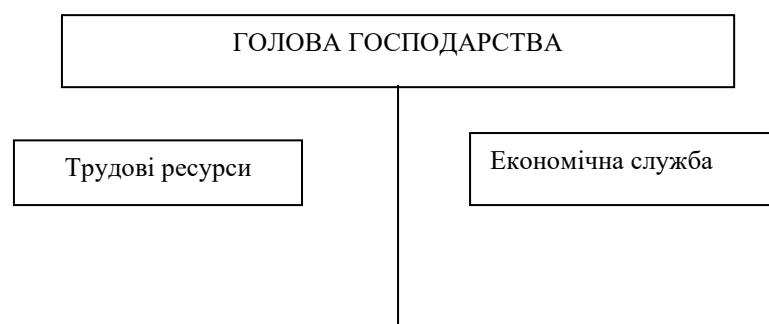 ГОЛОВА ГОСПОДАРСТВА
Трудові ресурси
Економічна служба